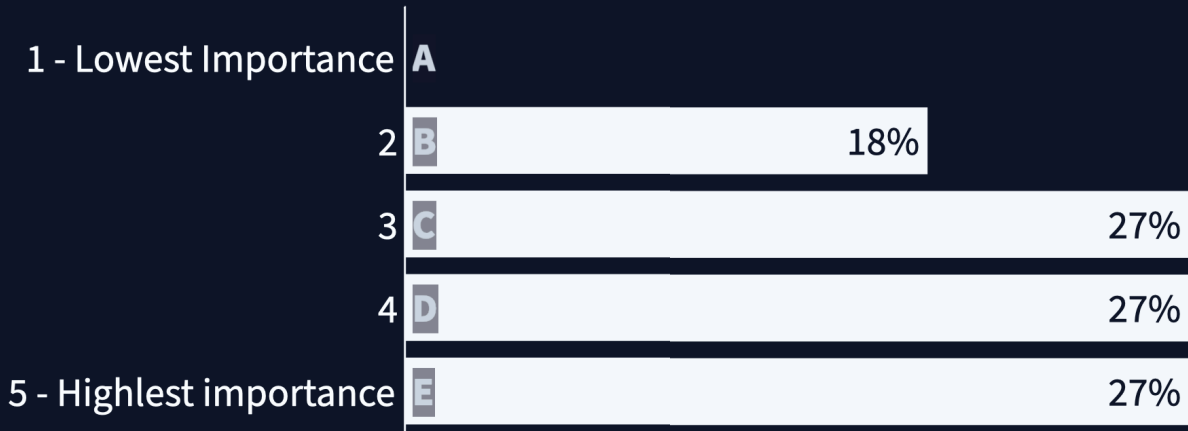 1 - Lowest Importance A
2 B 18%
3 C 27%
4 D 27%
5 - Highlest importance E 27%